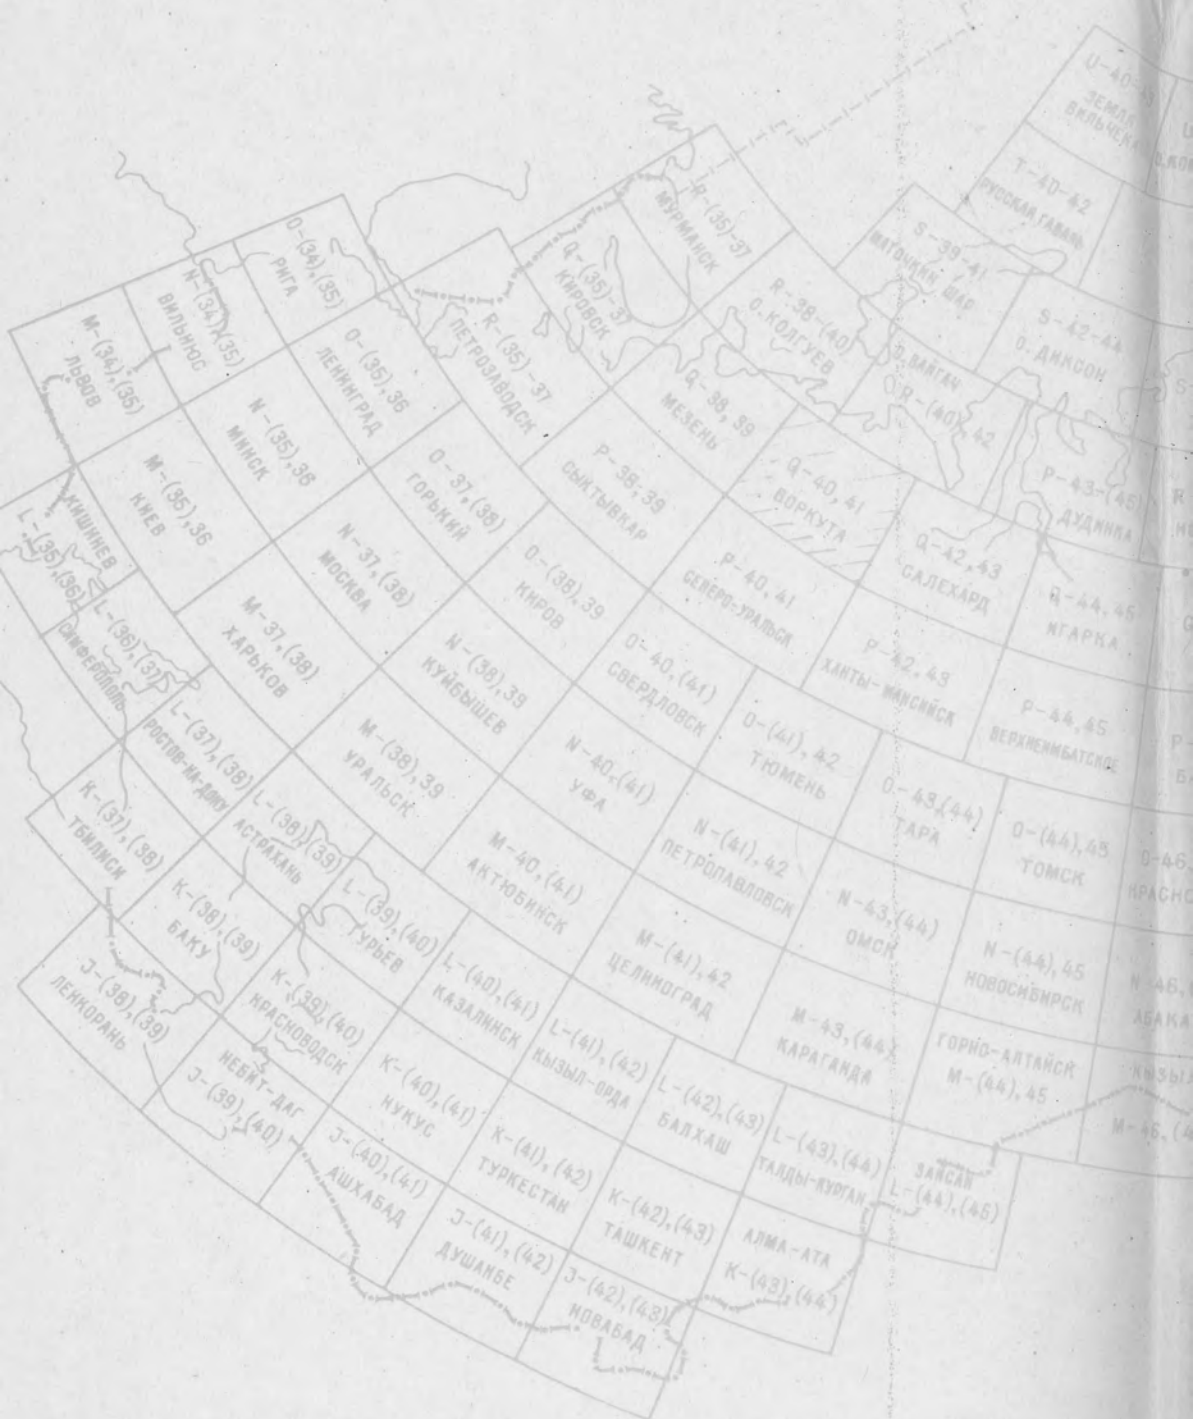 U-40-43
ЗЕМЛЯ
ВИЛЬЧЕКА
Т-40-42
РУССКАЯ ГАВАНЬ
S-39-41
МАТОЧКИН ШАР
S-42-44
О. ДИКСОН
R-(35)-37
МУРМАНСК
Q-(35)-37
КИРОВСК
R-38-(40)
О. КОЛГУЕВ
О. ВАЙГАЧ
R-(40), 42
Р-43-(45)
ДУДИНКА
О-(34),(35)
РИГА
N-(34),(35)
ВИЛЬНЮС
М-(34),(35)
ЛЬВОВ
R-(35)-37
ПЕТРОЗАВОДСК
О-(35),36
ЛЕНИНГРАД
N-(35),36
МИНСК
М-(35),36
КИЕВ
КИШИНЕВ
L-(35),(36)
Q-38,39
МЕЗЕНЬ
Р-38,39
СЫКТЫВКАР
О-37,(38)
ГОРЬКИЙ
N-37,(38)
МОСКВА
М-37,(38)
ХАРЬКОВ
L-(36),(37)
СИМФЕРОПОЛЬ
Q-40,41
ВОРКУТА
Р-40,41
СЕВЕРО-УРАЛЬСК
О-(38),39
КИРОВ
N-(38),39
КУЙБЫШЕВ
М-(38),39
УРАЛЬСК
L-(37),(38)
РОСТОВ-НА-ДОНУ
К-(37),(38)
ТБИЛИСИ
Q-42,43
САЛЕХАРД
Q-44,45
ИГАРКА
Р-42,43
ХАНТЫ-МАНСИЙСК
Р-44,45
ВЕРХНЕИМБАТСКОЕ
О-40,(41)
СВЕРДЛОВСК
О-(41),42
ТЮМЕНЬ
О-43,(44)
ТАРА
О-(44),45
ТОМСК
N-40,(41)
УФА
N-(41),42
ПЕТРОПАВЛОВСК
N-43,(44)
ОМСК
N-(44),45
НОВОСИБИРСК
М-40,(41)
АКТЮБИНСК
М-(41),42
ЦЕЛИНОГРАД
М-43,(44)
КАРАГАНДА
ГОРНО-АЛТАЙСК
М-(44),45
L-(38),(39)
АСТРАХАНЬ
L-(39),(40)
ГУРЬЕВ
L-(40),(41)
КАЗАЛИНСК
L-(41),(42)
КЫЗЫЛ-ОРДА
L-(42),(43)
БАЛХАШ
L-(43),(44)
ТАЛДЫ-КУРГАН
ЗАЙСАН
L-(44),(45)
К-(38),(39)
БАКУ
К-(39),(40)
КРАСНОВОДСК
К-(40),(41)
НУКУС
К-(41),(42)
ТУРКЕСТАН
К-(42),(43)
ТАШКЕНТ
АЛМА-АТА
К-(43),(44)
J-(38),(39)
ЛЕНКОРАНЬ
НЕБИТ-ДАГ
J-(39),(40)
J-(40),(41)
АШХАБАД
J-(41),(42)
ДУШАНБЕ
J-(42),(43)
НОВАБАД